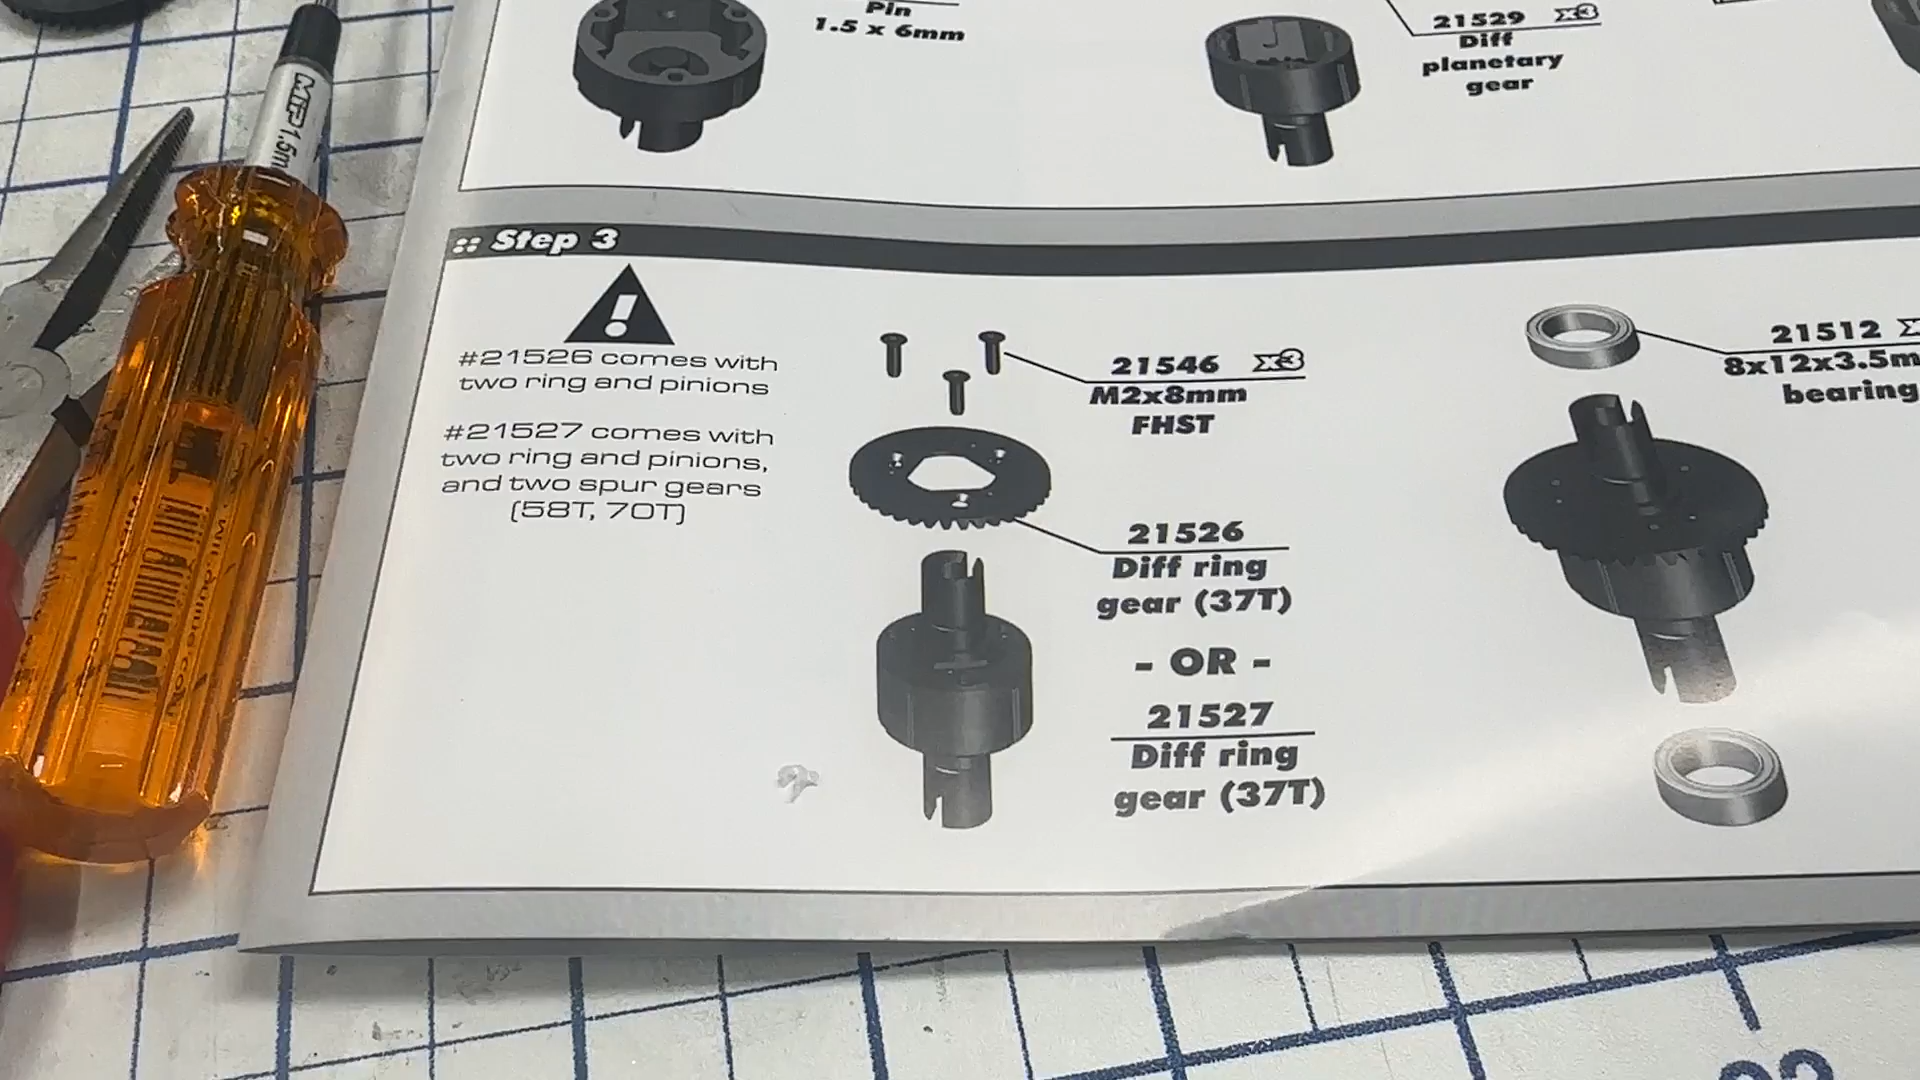 Pin
1.5 x 6mm
21529 x3
Diff
planetary
gear
MIP 1.5m
:: Step 3
#21526 comes with
two ring and pinions
#21527 comes with
two ring and pinions,
and two spur gears
(58T, 70T)
21546 x3
M2x8mm
FHST
21526
Diff ring
gear (37T)
- OR -
21527
Diff ring
gear (37T)
21512
8x12x3.5m
bearing